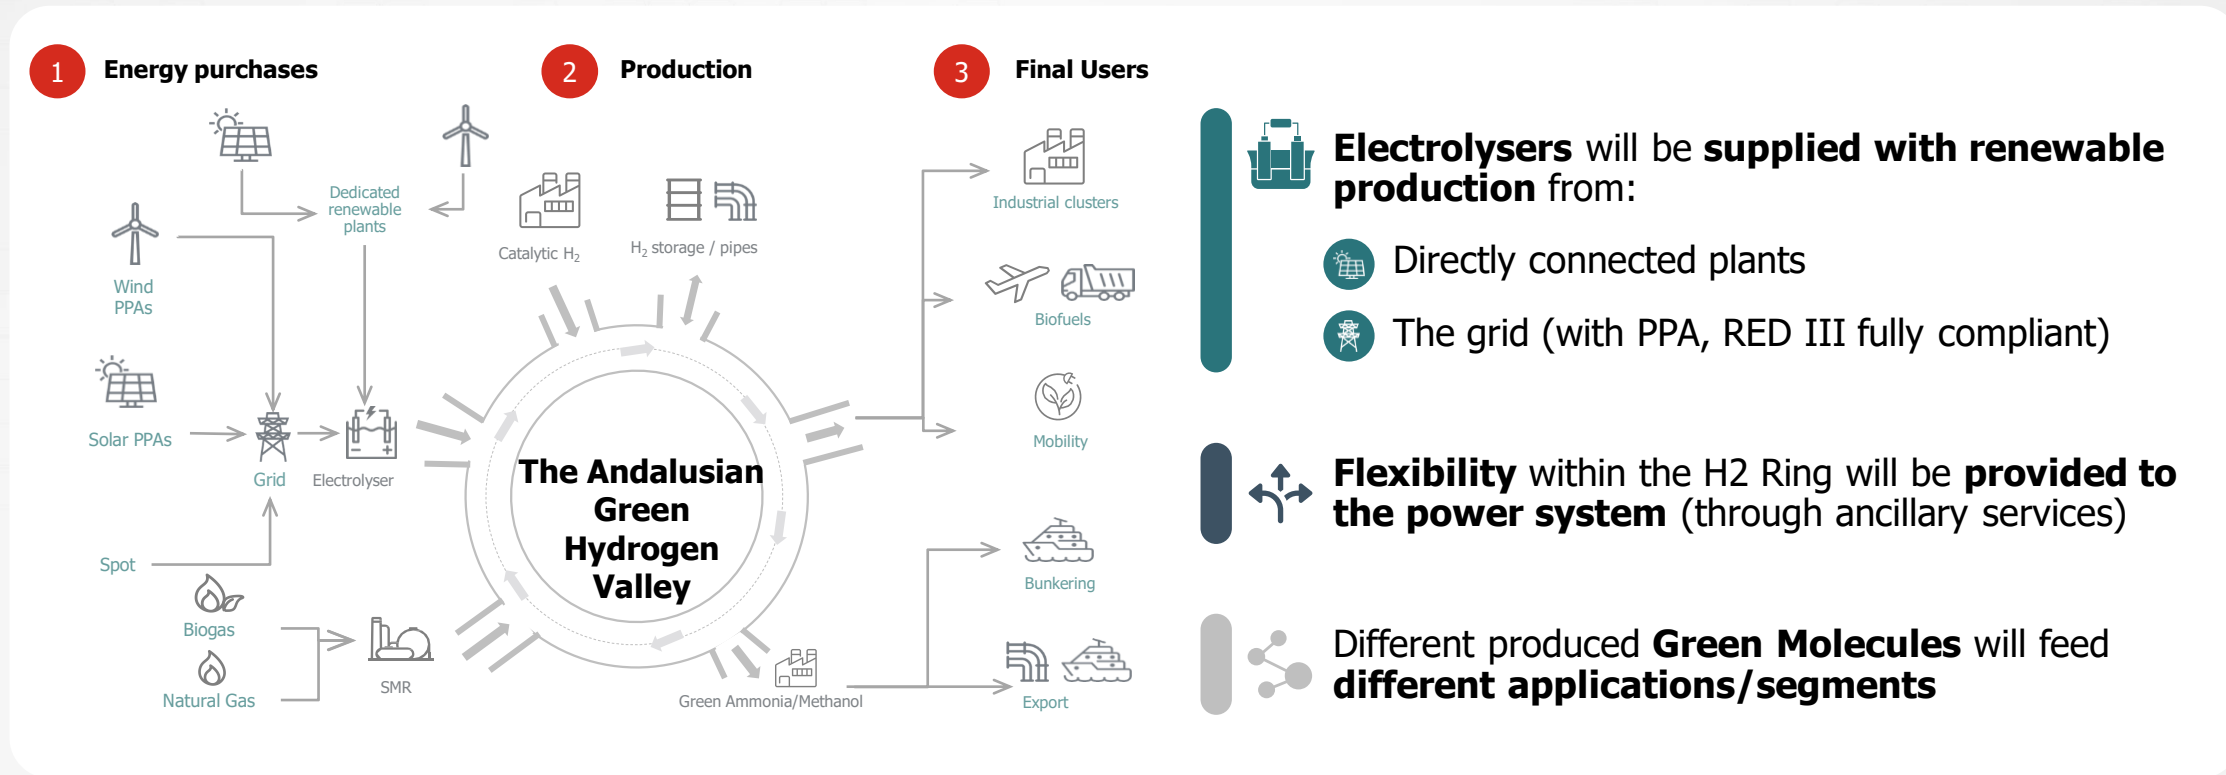 1 Energy purchases
2 Production
3 Final Users
Dedicated
renewable
plants
Wind
PPAs
Solar PPAs
Grid
Electrolyser
Spot
Biogas
Natural Gas
SMR
Catalytic H₂
H₂ storage / pipes
The Andalusian
Green
Hydrogen
Valley
Green Ammonia/Methanol
Industrial clusters
Biofuels
Mobility
Bunkering
Export
Electrolysers will be supplied with renewable
production from:
Directly connected plants
The grid (with PPA, RED III fully compliant)
Flexibility within the H2 Ring will be provided to
the power system (through ancillary services)
Different produced Green Molecules will feed
different applications/segments